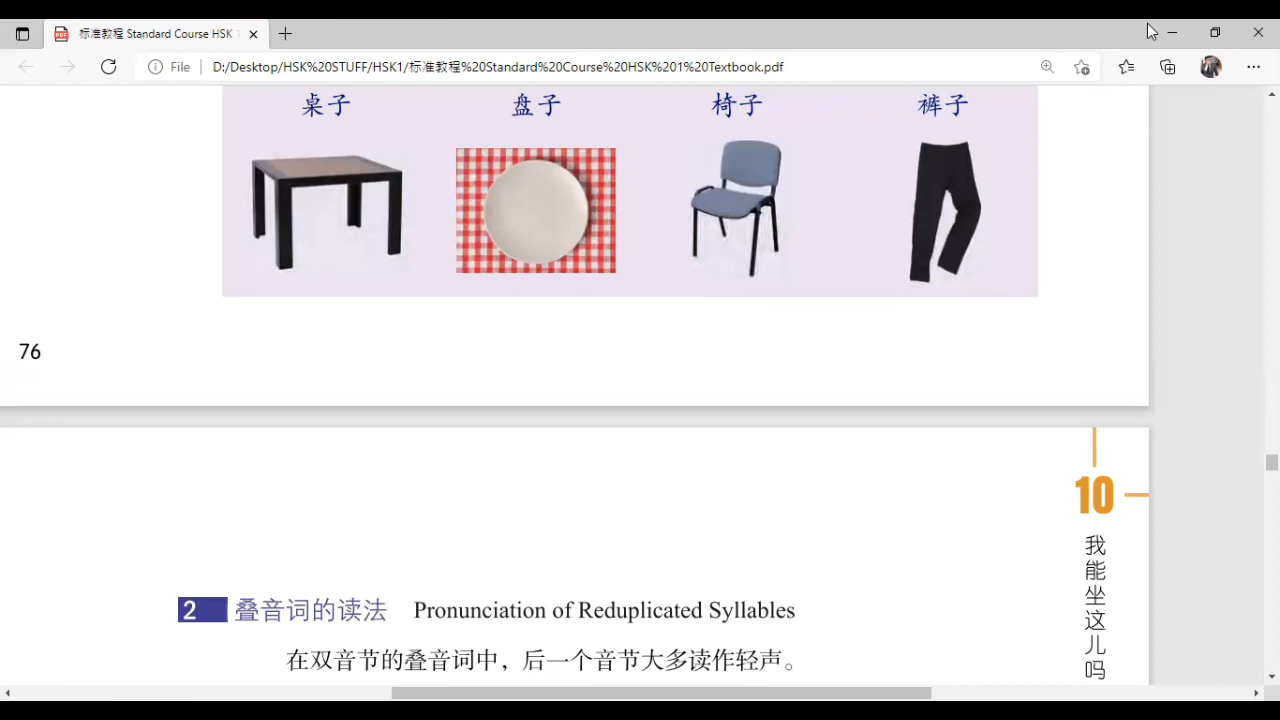 标准教程 Standard Course HSK 1
File
D:/Desktop/HSK%20STUFF/HSK1/标准教程%20Standard%20Course%20HSK%201%20Textbook.pdf
桌子 盘子 椅子 裤子
76
10
我能坐这儿吗
2 叠音词的读法 Pronunciation of Reduplicated Syllables
在双音节的叠音词中，后一个音节大多读作轻声。